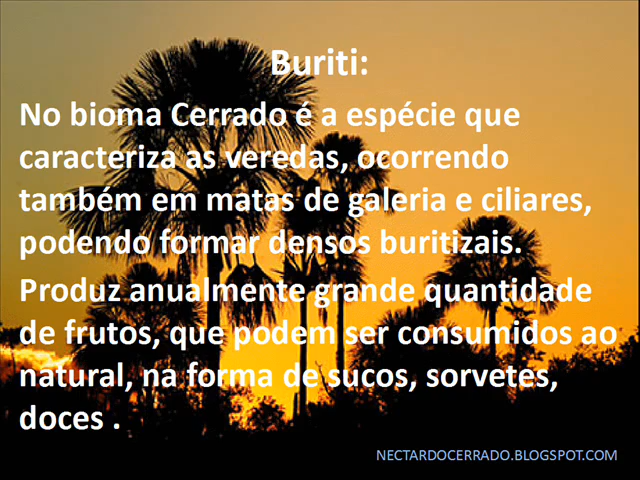 Buriti:
No bioma Cerrado é a espécie que
caracteriza as veredas, ocorrendo
também em matas de galeria e ciliares,
podendo formar densos buritizais.
Produz anualmente grande quantidade
de frutos, que podem ser consumidos ao
natural, na forma de sucos, sorvetes,
doces .
NECTARDOCERRADO.BLOGSPOT.COM